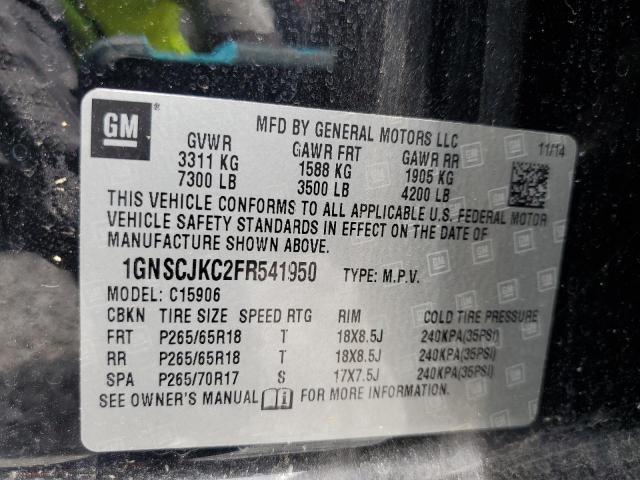 GM
MFD BY GENERAL MOTORS LLC
11/14
GVWR GAWR FRT GAWR RR
3311 KG 1588 KG 1905 KG
7300 LB 3500 LB 4200 LB
THIS VEHICLE CONFORMS TO ALL APPLICABLE U.S. FEDERAL MOTOR
VEHICLE SAFETY STANDARDS IN EFFECT ON THE DATE OF
MANUFACTURE SHOWN ABOVE.
1GNSCJKC2FR541950 TYPE: M.P.V.
MODEL: C15906
CBKN TIRE SIZE SPEED RTG RIM COLD TIRE PRESSURE
FRT P265/65R18 T 18X8.5J 240KPA(35PSI)
RR P265/65R18 T 18X8.5J 240KPA(35PSI)
SPA P265/70R17 S 17X7.5J 240KPA(35PSI)
SEE OWNER'S MANUAL FOR MORE INFORMATION.